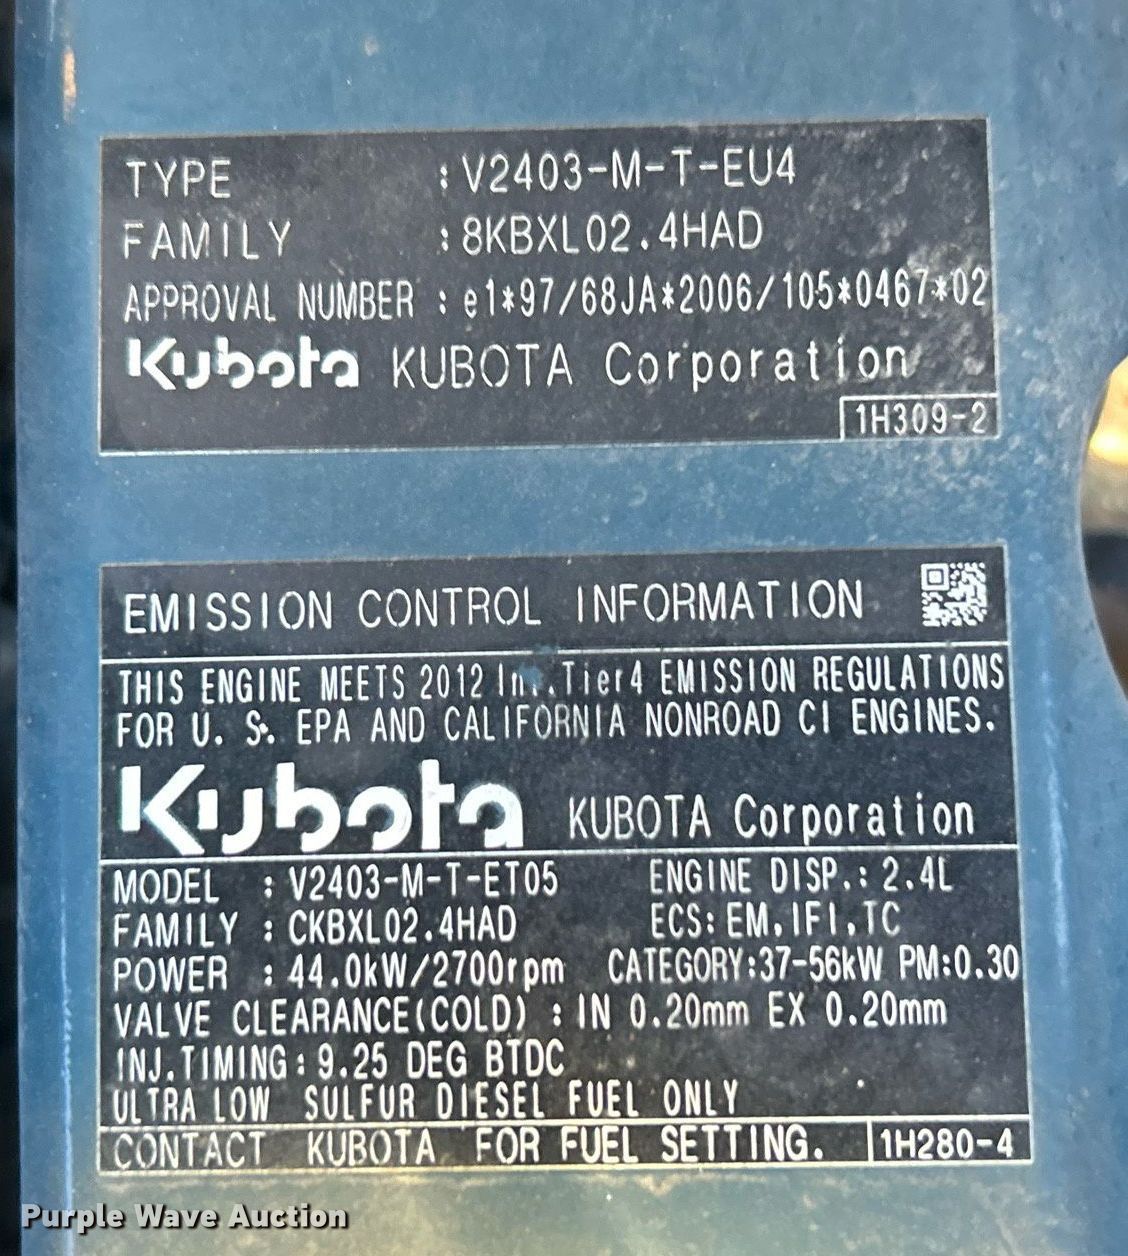 TYPE : V2403-M-T-EU4
FAMILY : 8KBXL02.4HAD
APPROVAL NUMBER : e1*97/68JA*2006/105*0467*02
Kubota KUBOTA Corporation
1H309-2
EMISSION CONTROL INFORMATION
THIS ENGINE MEETS 2012 Int.Tier4 EMISSION REGULATIONS
FOR U. S. EPA AND CALIFORNIA NONROAD CI ENGINES.
Kubota KUBOTA Corporation
MODEL : V2403-M-T-ET05 ENGINE DISP.: 2.4L
FAMILY : CKBXL02.4HAD ECS: EM,IFI,TC
POWER : 44.0kW/2700rpm CATEGORY:37-56kW PM:0.30
VALVE CLEARANCE(COLD) : IN 0.20mm EX 0.20mm
INJ.TIMING: 9.25 DEG BTDC
ULTRA LOW SULFUR DIESEL FUEL ONLY
CONTACT KUBOTA FOR FUEL SETTING. 1H280-4
Purple Wave Auction